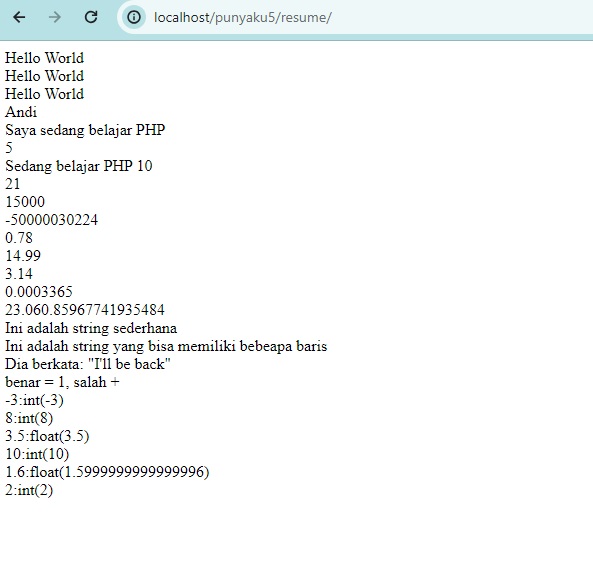 localhost/punyaku5/resume/
Hello World
Hello World
Hello World
Andi
Saya sedang belajar PHP
5
Sedang belajar PHP 10
21
15000
-50000030224
0.78
14.99
3.14
0.0003365
23.060.85967741935484
Ini adalah string sederhana
Ini adalah string yang bisa memiliki bebeapa baris
Dia berkata: "I'll be back"
benar = 1, salah +
-3:int(-3)
8:int(8)
3.5:float(3.5)
10:int(10)
1.6:float(1.5999999999999996)
2:int(2)